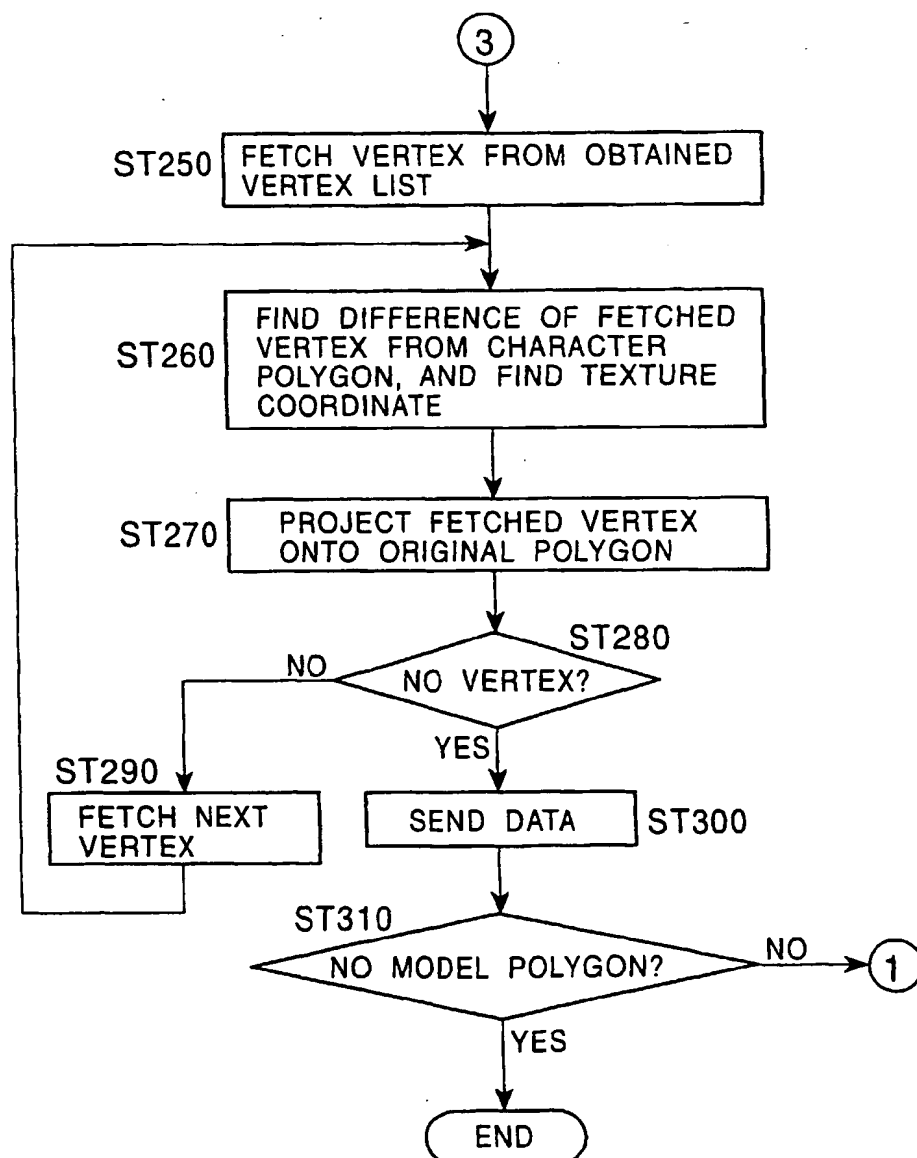 3
ST250
FETCH VERTEX FROM OBTAINED
VERTEX LIST
ST260
FIND DIFFERENCE OF FETCHED
VERTEX FROM CHARACTER
POLYGON, AND FIND TEXTURE
COORDINATE
ST270
PROJECT FETCHED VERTEX
ONTO ORIGINAL POLYGON
ST280
NO
NO VERTEX?
YES
ST290
FETCH NEXT
VERTEX
SEND DATA
ST300
ST310
NO MODEL POLYGON?
NO
1
YES
END